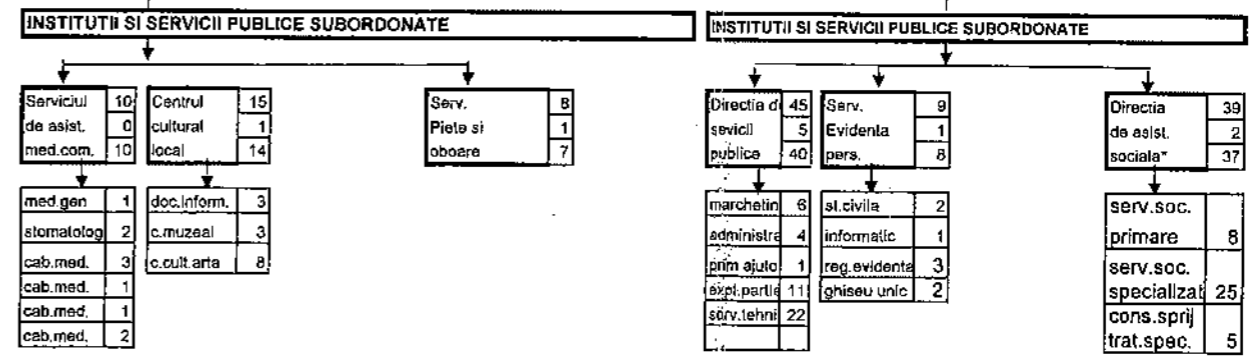 INSTITUTII SI SERVICII PUBLICE SUBORDONATE
Serviciul 10
de asist. 0
med.com. 10
Centrul 15
cultural 1
local 14
Serv. 8
Piete si 1
oboare 7
med.gen 1
stomatolog 2
cab.med. 3
cab.med. 1
cab.med. 1
cab.med. 2
doc.inform. 3
c.muzeal 3
c.cult.arta 8
INSTITUTII SI SERVICII PUBLICE SUBORDONATE
Directia d 45
sevicii 5
publice 40
Serv. 9
Evidenta 1
pers. 8
Directia 39
de asist. 2
sociala* 37
marchetin 6
administra 4
prim ajuto 1
expl.partie 11
serv.tehni 22
st.civila 2
informatic 1
reg.evidenta 3
ghiseu unic 2
serv.soc.
primare 8
serv.soc.
specializat 25
cons.sprij
trat.spec. 5